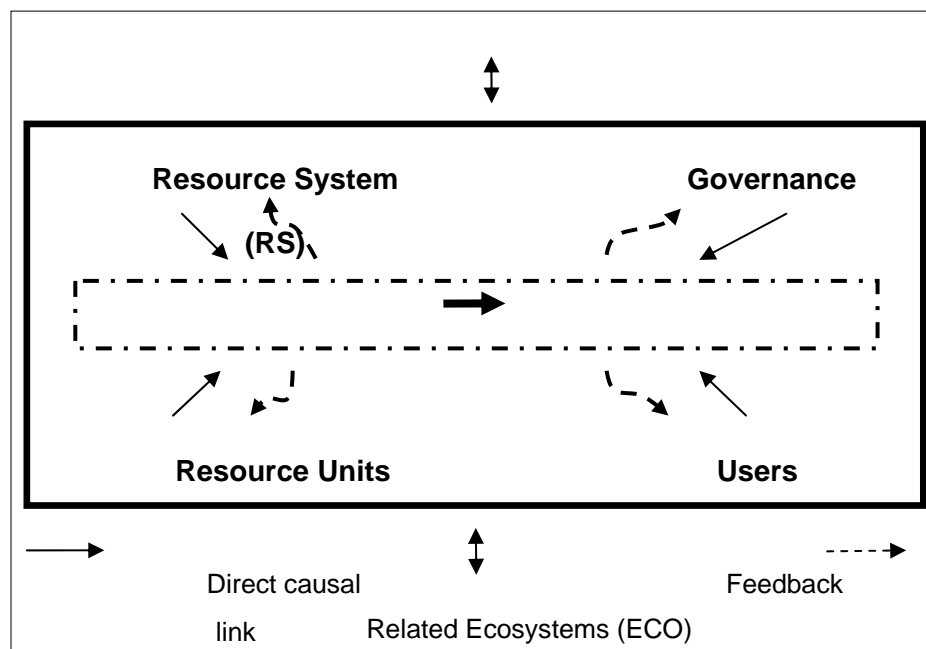 Resource System
Governance
(RS)
Resource Units
Users
Direct causal
link
Feedback
Related Ecosystems (ECO)